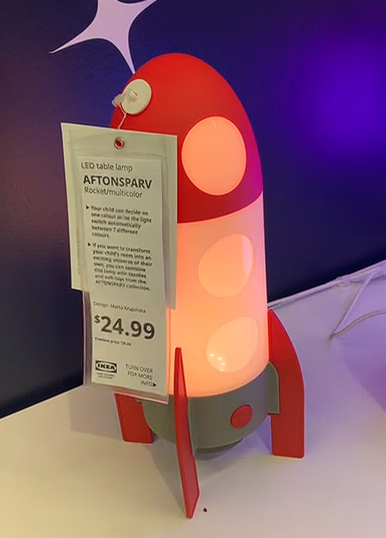 LED table lamp
AFTONSPARV
Rocket/multicolor
▸ Your child can decide on
one colour or let the light
switch automatically
between 7 different
colours.
▸ If you want to transform
your child's room into an
exciting universe of their
own, you can combine
this lamp with textiles
and soft toys from the
AFTONSPARV collection.
Design: Marta Krupińska
$24.99
IKEA
TURN OVER
FOR MORE
INFO▸